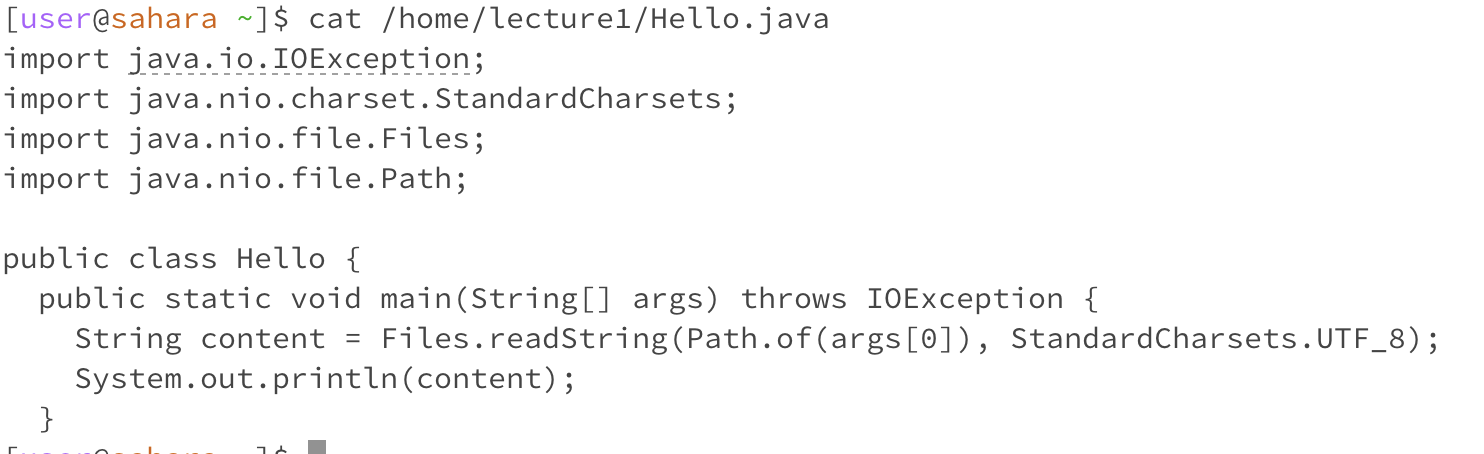 [user@sahara ~]$ cat /home/lecture1/Hello.java
import java.io.IOException;
import java.nio.charset.StandardCharsets;
import java.nio.file.Files;
import java.nio.file.Path;

public class Hello {
  public static void main(String[] args) throws IOException {
    String content = Files.readString(Path.of(args[0]), StandardCharsets.UTF_8);
    System.out.println(content);
  }
[user@sahara ~]$